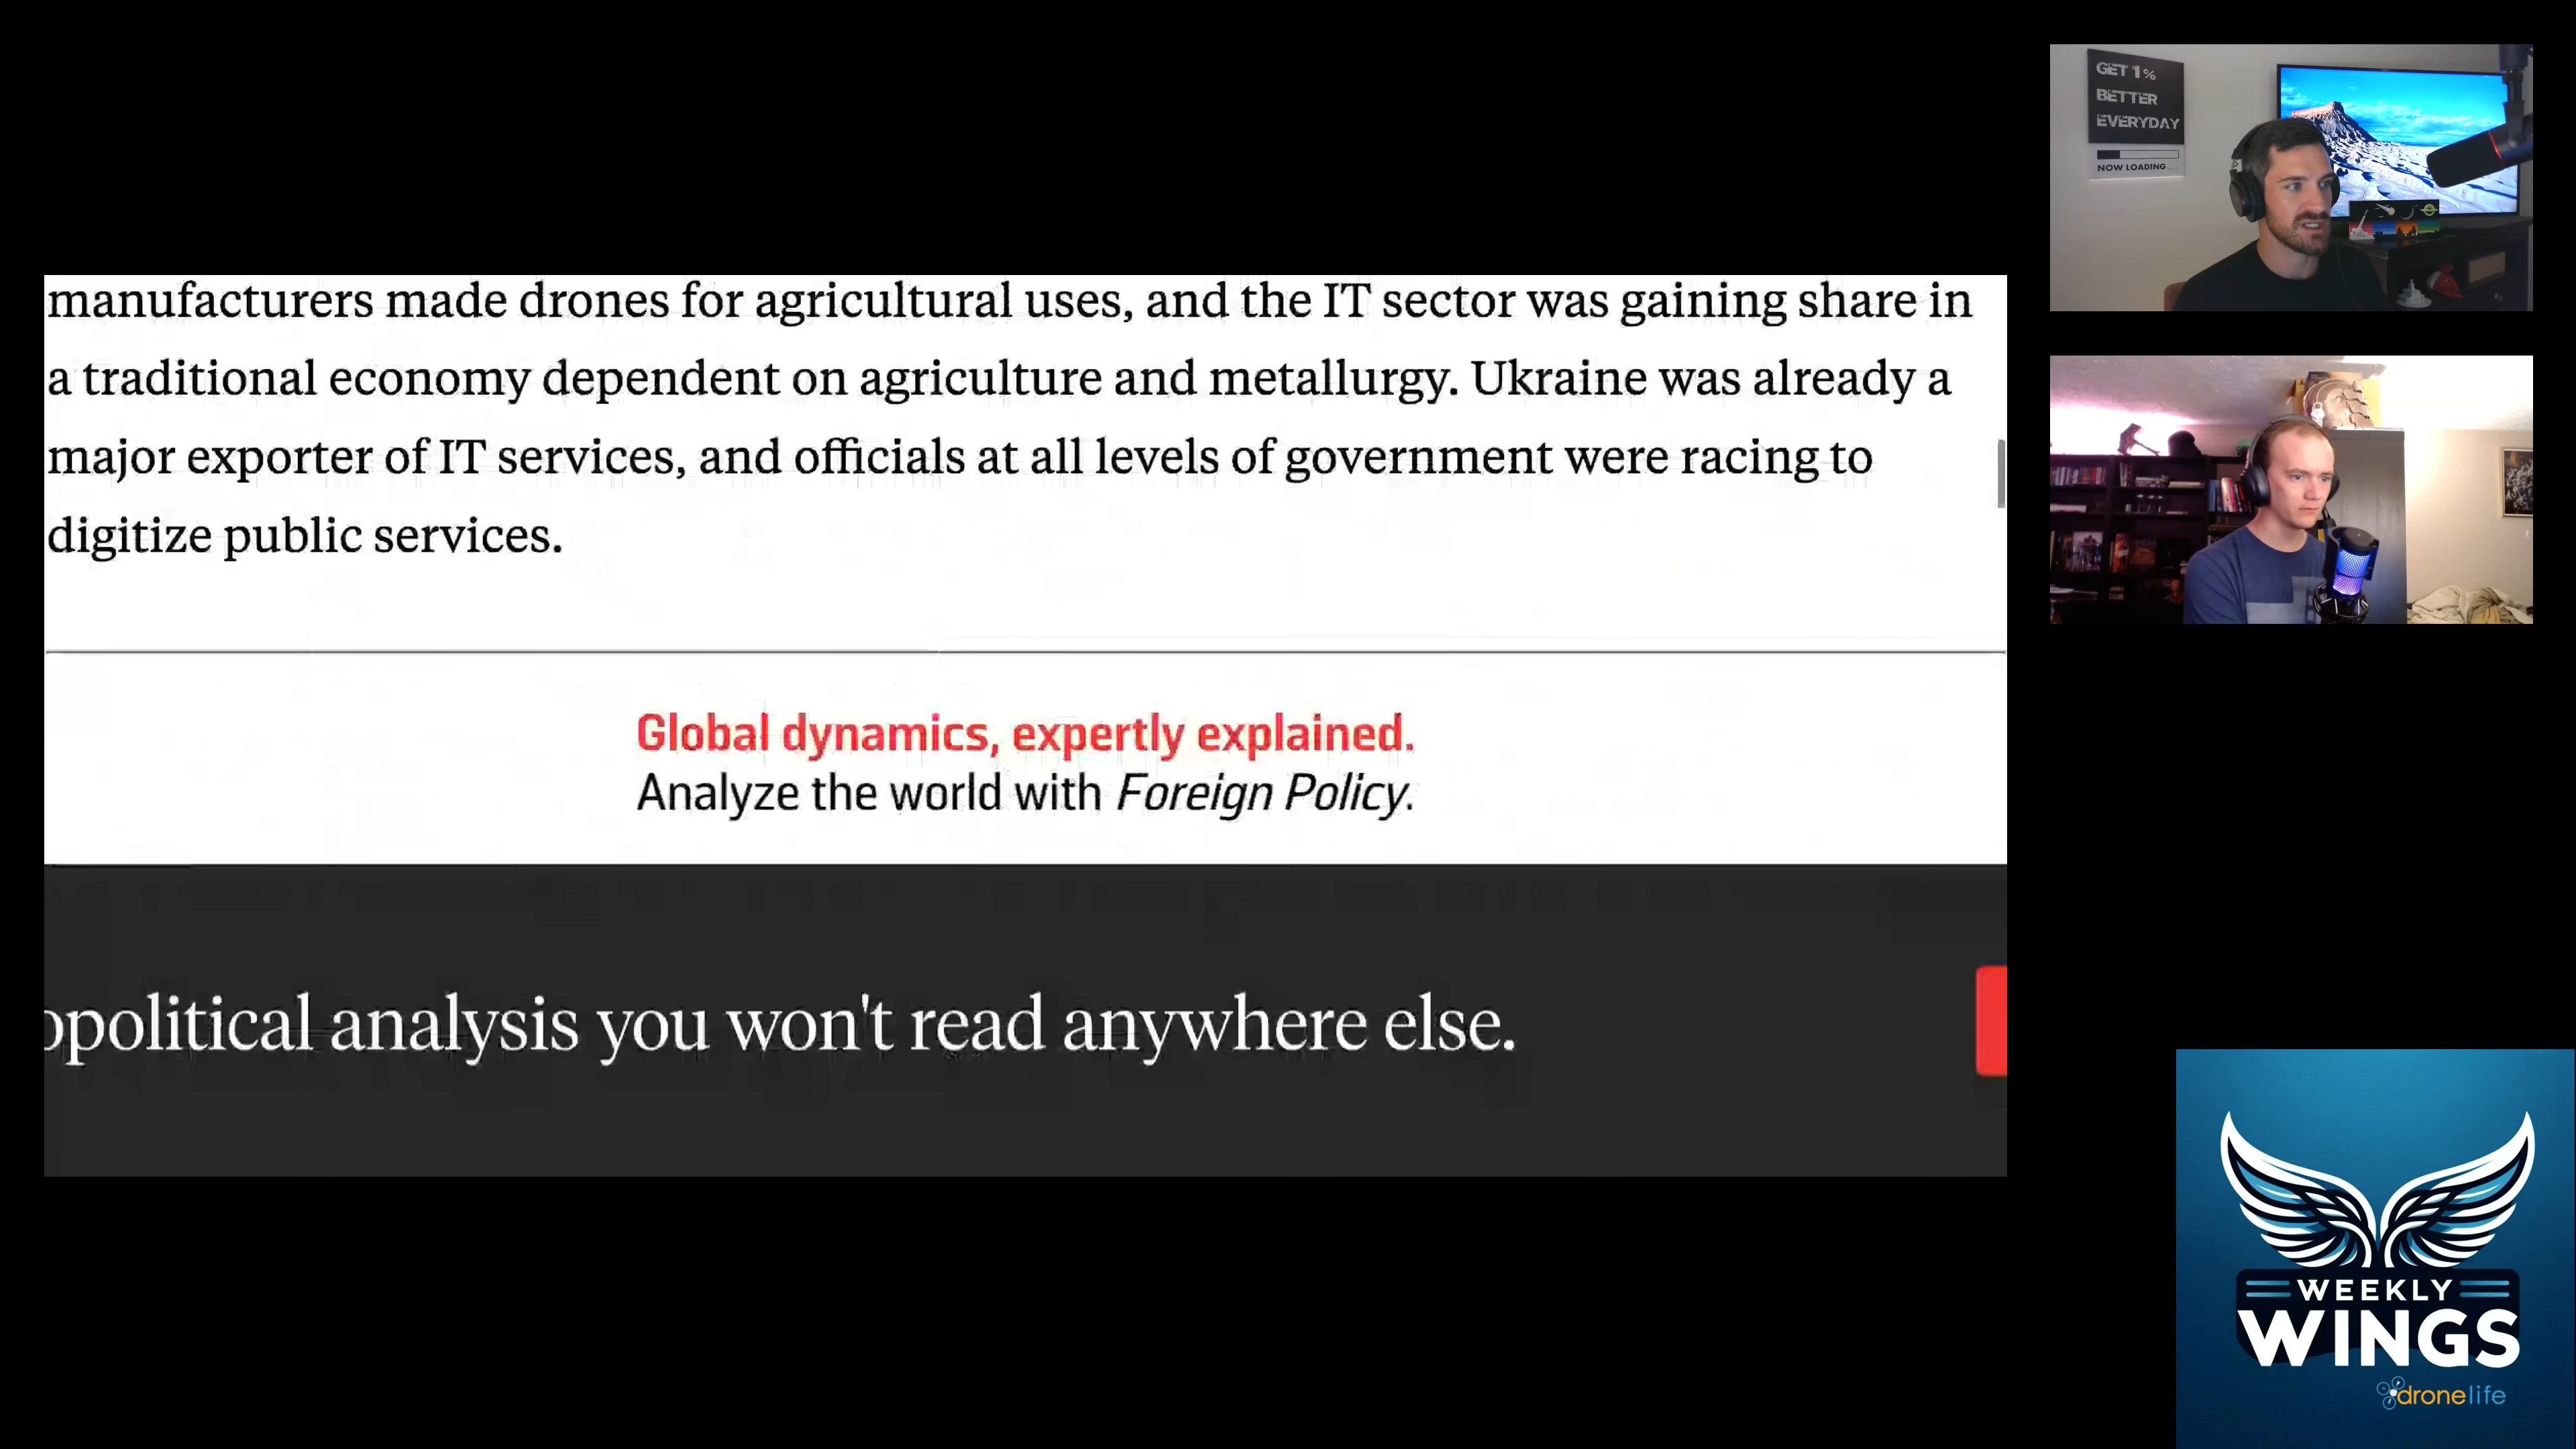 manufacturers made drones for agricultural uses, and the IT sector was gaining share in
a traditional economy dependent on agriculture and metallurgy. Ukraine was already a
major exporter of IT services, and officials at all levels of government were racing to
digitize public services.
Global dynamics, expertly explained.
Analyze the world with Foreign Policy.
opolitical analysis you won't read anywhere else.
GET 1%
BETTER
EVERYDAY
NOW LOADING...
WEEKLY
WINGS
dronelife